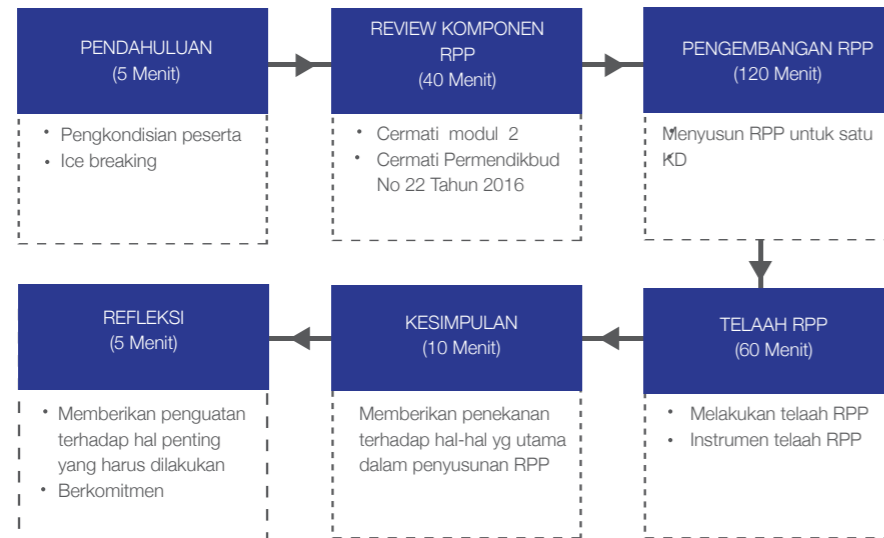 PENDAHULUAN
(5 Menit)
• Pengkondisian peserta
• Ice breaking
REVIEW KOMPONEN
RPP
(40 Menit)
• Cermati modul 2
• Cermati Permendikbud
No 22 Tahun 2016
PENGEMBANGAN RPP
(120 Menit)
• Menyusun RPP untuk satu
• KD
TELAAH RPP
(60 Menit)
• Melakukan telaah RPP
• Instrumen telaah RPP
KESIMPULAN
(10 Menit)
Memberikan penekanan
terhadap hal-hal yg utama
dalam penyusunan RPP
REFLEKSI
(5 Menit)
• Memberikan penguatan
terhadap hal penting
yang harus dilakukan
• Berkomitmen